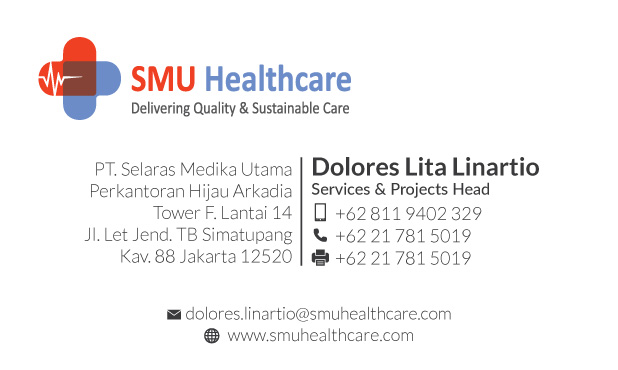 SMU Healthcare
Delivering Quality & Sustainable Care
PT. Selaras Medika Utama
Perkantoran Hijau Arkadia
Tower F. Lantai 14
Jl. Let Jend. TB Simatupang
Kav. 88 Jakarta 12520
Dolores Lita Linartio
Services & Projects Head
+62 811 9402 329
+62 21 781 5019
+62 21 781 5019
dolores.linartio@smuhealthcare.com
www.smuhealthcare.com